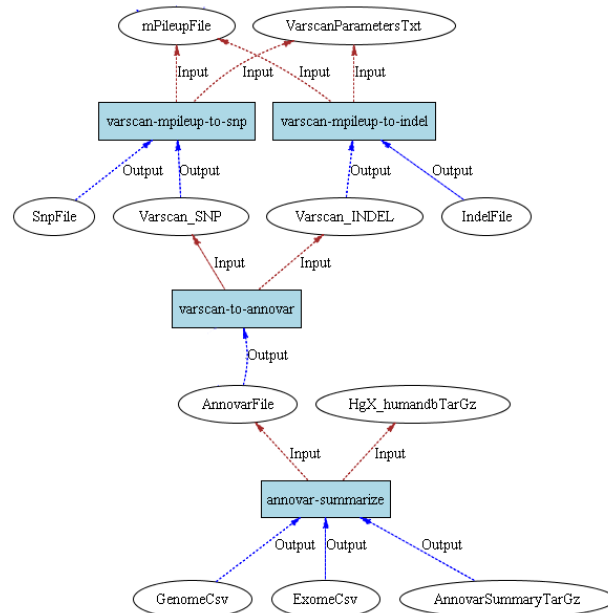 mPileupFile
VarscanParametersTxt
Input
Input
Input
Input
varscan-mpileup-to-snp
varscan-mpileup-to-indel
Output
Output
Output
Output
SnpFile
Varscan_SNP
Varscan_INDEL
IndelFile
Input
Input
varscan-to-annovar
Output
AnnovarFile
HgX_humandbTarGz
Input
Input
annovar-summarize
Output
Output
Output
GenomeCsv
ExomeCsv
AnnovarSummaryTarGz